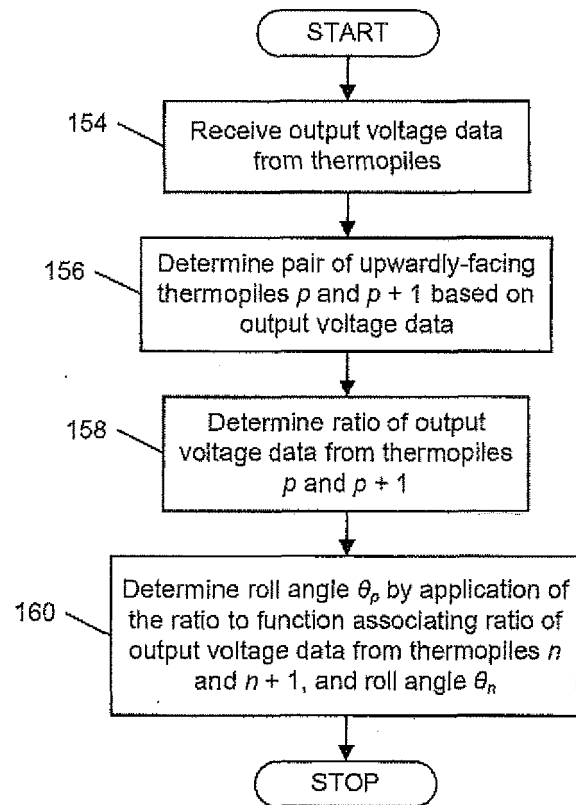 START
154
Receive output voltage data
from thermopiles
156
Determine pair of upwardly-facing
thermopiles p and p + 1 based on
output voltage data
158
Determine ratio of output
voltage data from thermopiles
p and p + 1
160
Determine roll angle θp by application of
the ratio to function associating ratio of
output voltage data from thermopiles n
and n + 1, and roll angle θn
STOP